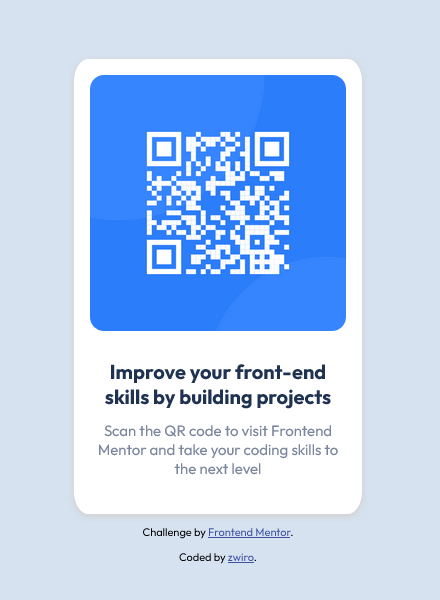 Improve your front-end
skills by building projects
Scan the QR code to visit Frontend
Mentor and take your coding skills to
the next level
Challenge by Frontend Mentor.
Coded by zwiro.